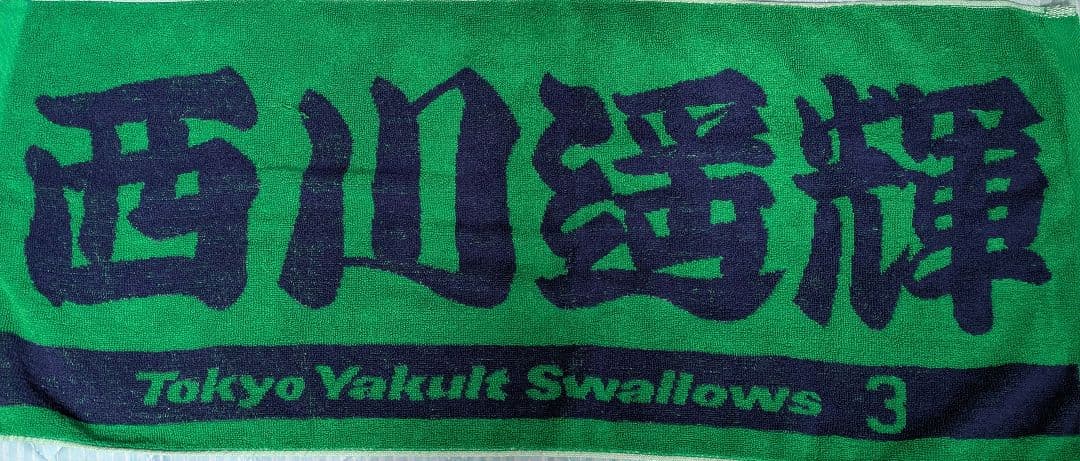 西川遥輝
Tokyo Yakult Swallows 3